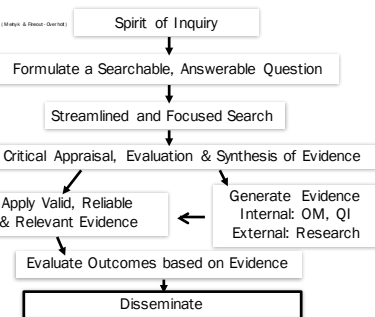 (Melnyk & Fineout-Overholt)
Spirit of Inquiry
Formulate a Searchable, Answerable Question
Streamlined and Focused Search
Critical Appraisal, Evaluation & Synthesis of Evidence
Apply Valid, Reliable
& Relevant Evidence
Generate Evidence
Internal: OM, QI
External: Research
Evaluate Outcomes based on Evidence
Disseminate